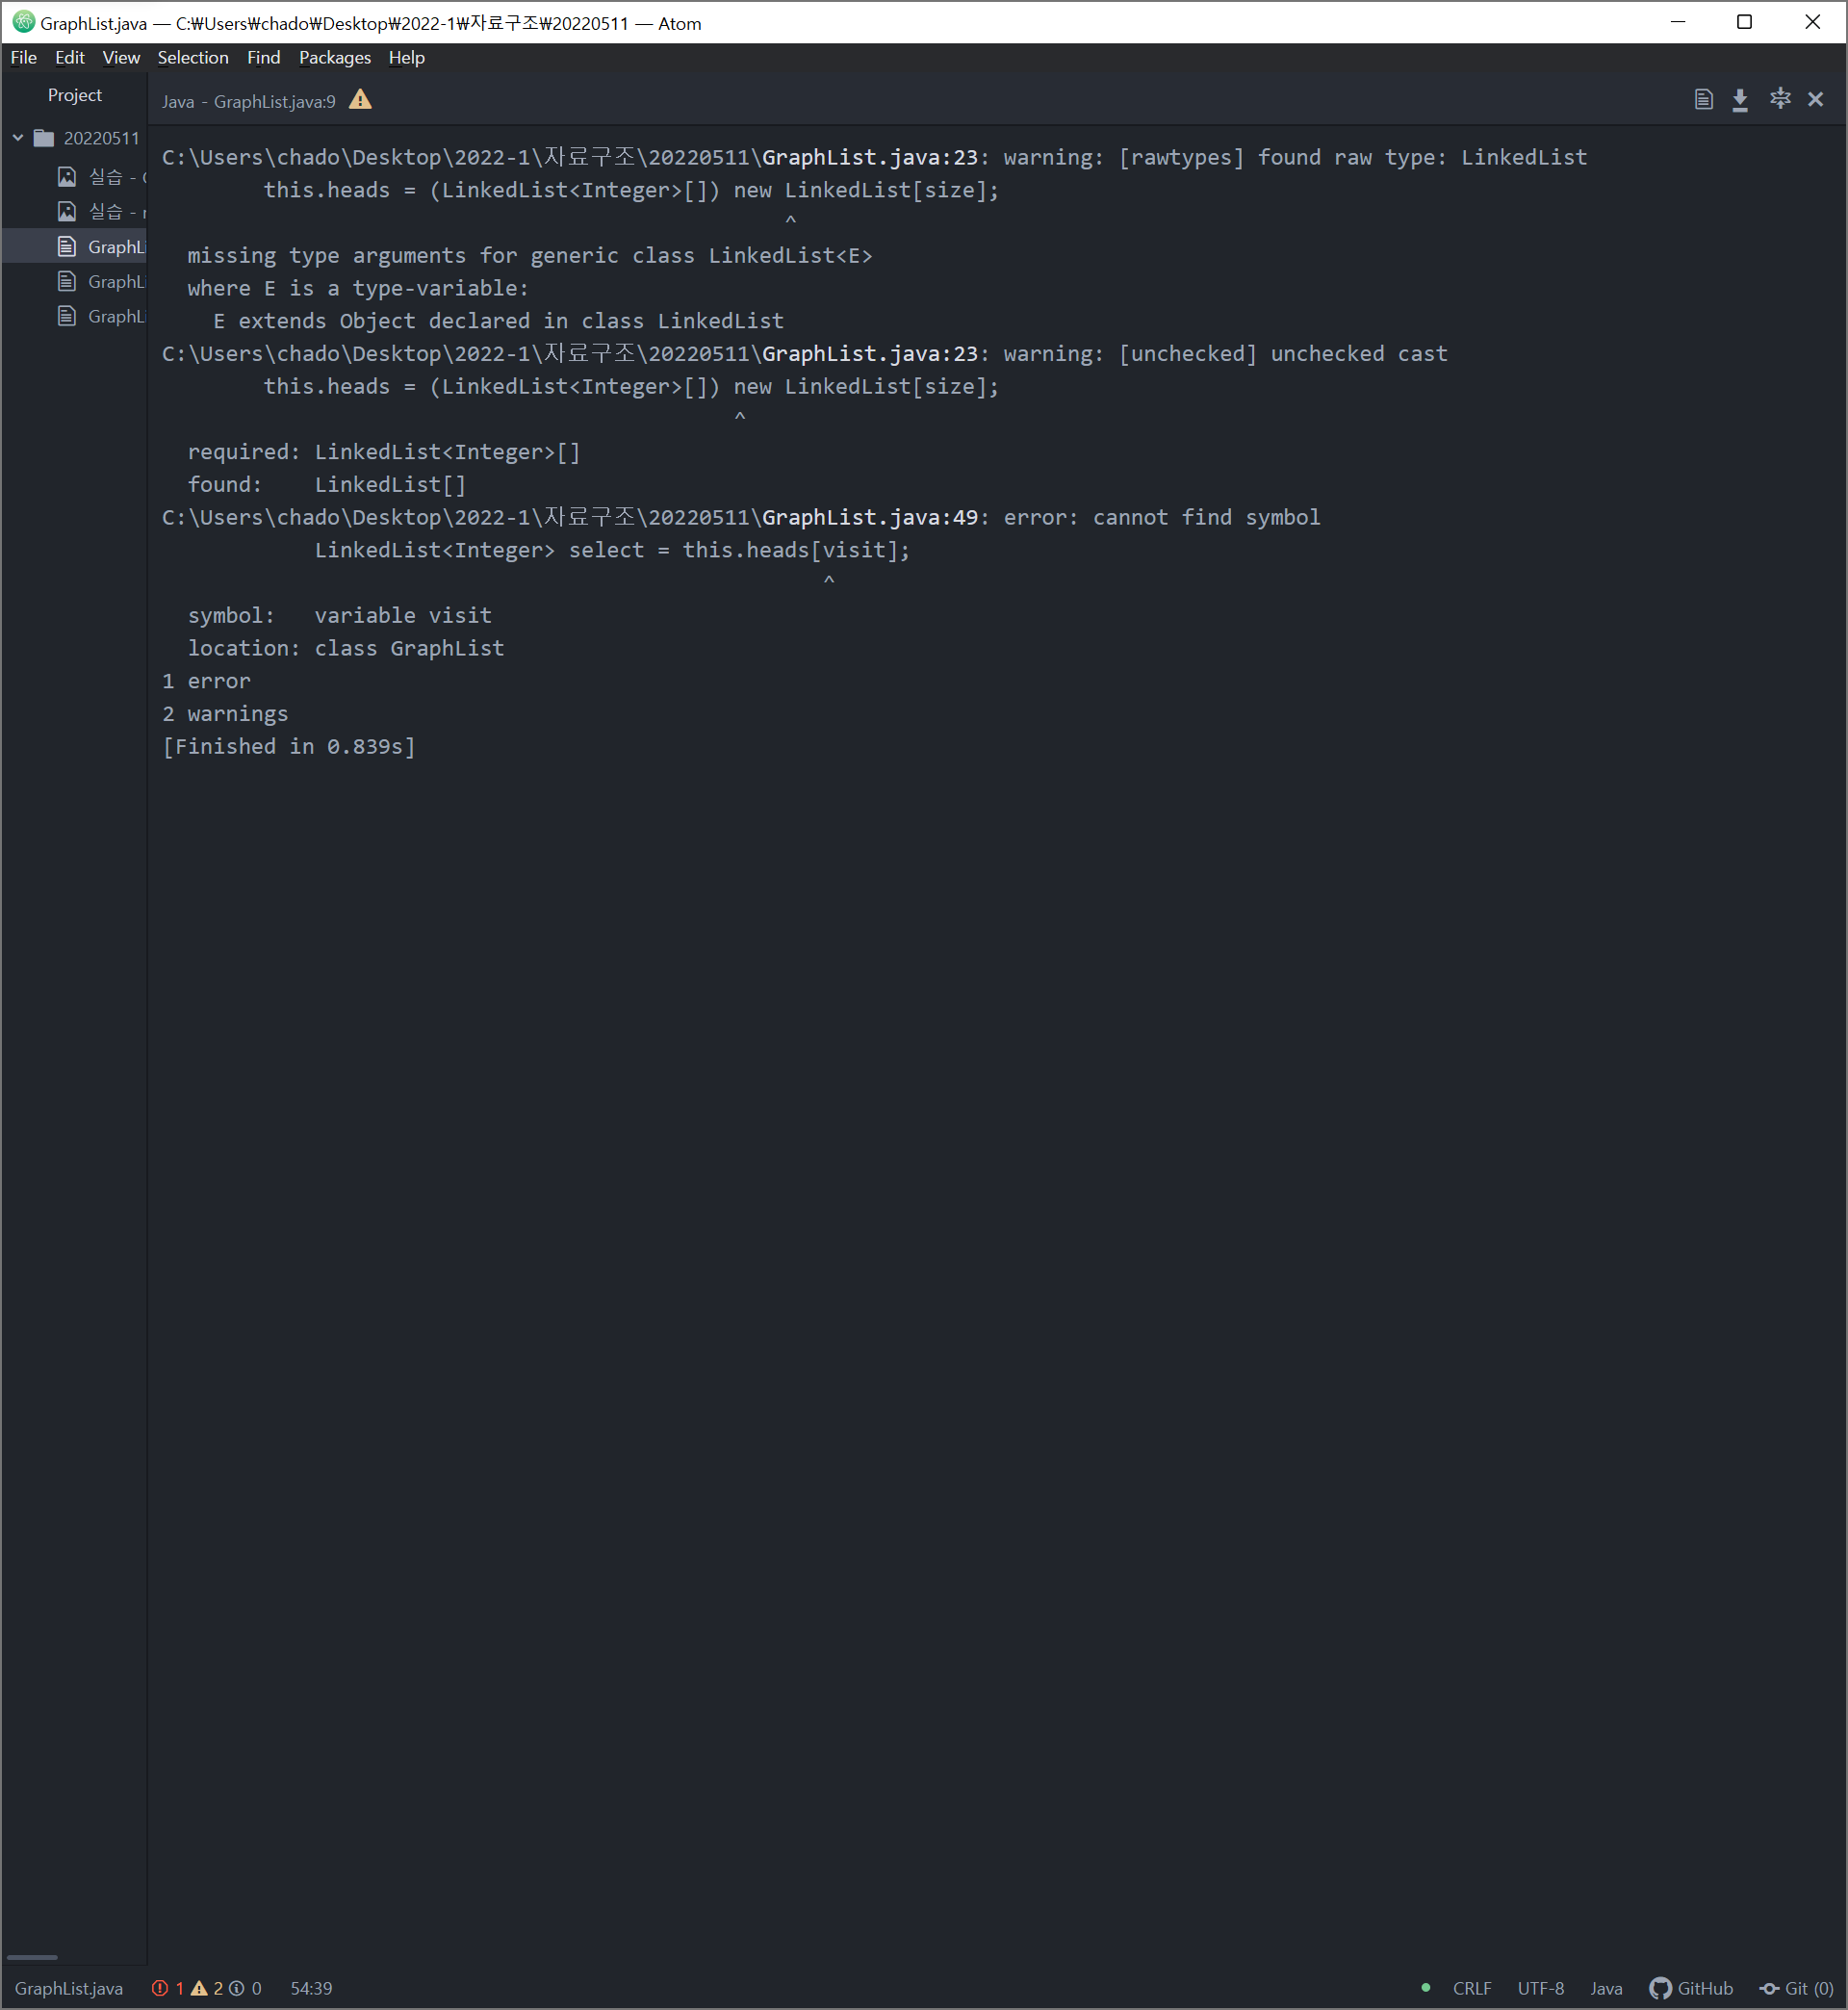 GraphList.java — C:₩Users₩chado₩Desktop₩2022-1₩자료구조₩20220511 — Atom
File Edit View Selection Find Packages Help
Project
Java - GraphList.java:9
20220511
실습 -
실습 -
GraphLi
GraphLi
GraphLi
C:\Users\chado\Desktop\2022-1\자료구조\20220511\GraphList.java:23: warning: [rawtypes] found raw type: LinkedList
this.heads = (LinkedList<Integer>[]) new LinkedList[size];
^
missing type arguments for generic class LinkedList<E>
where E is a type-variable:
E extends Object declared in class LinkedList
C:\Users\chado\Desktop\2022-1\자료구조\20220511\GraphList.java:23: warning: [unchecked] unchecked cast
this.heads = (LinkedList<Integer>[]) new LinkedList[size];
^
required: LinkedList<Integer>[]
found:    LinkedList[]
C:\Users\chado\Desktop\2022-1\자료구조\20220511\GraphList.java:49: error: cannot find symbol
LinkedList<Integer> select = this.heads[visit];
^
symbol:   variable visit
location: class GraphList
1 error
2 warnings
[Finished in 0.839s]
GraphList.java 1 2 0 54:39 CRLF UTF-8 Java GitHub Git (0)